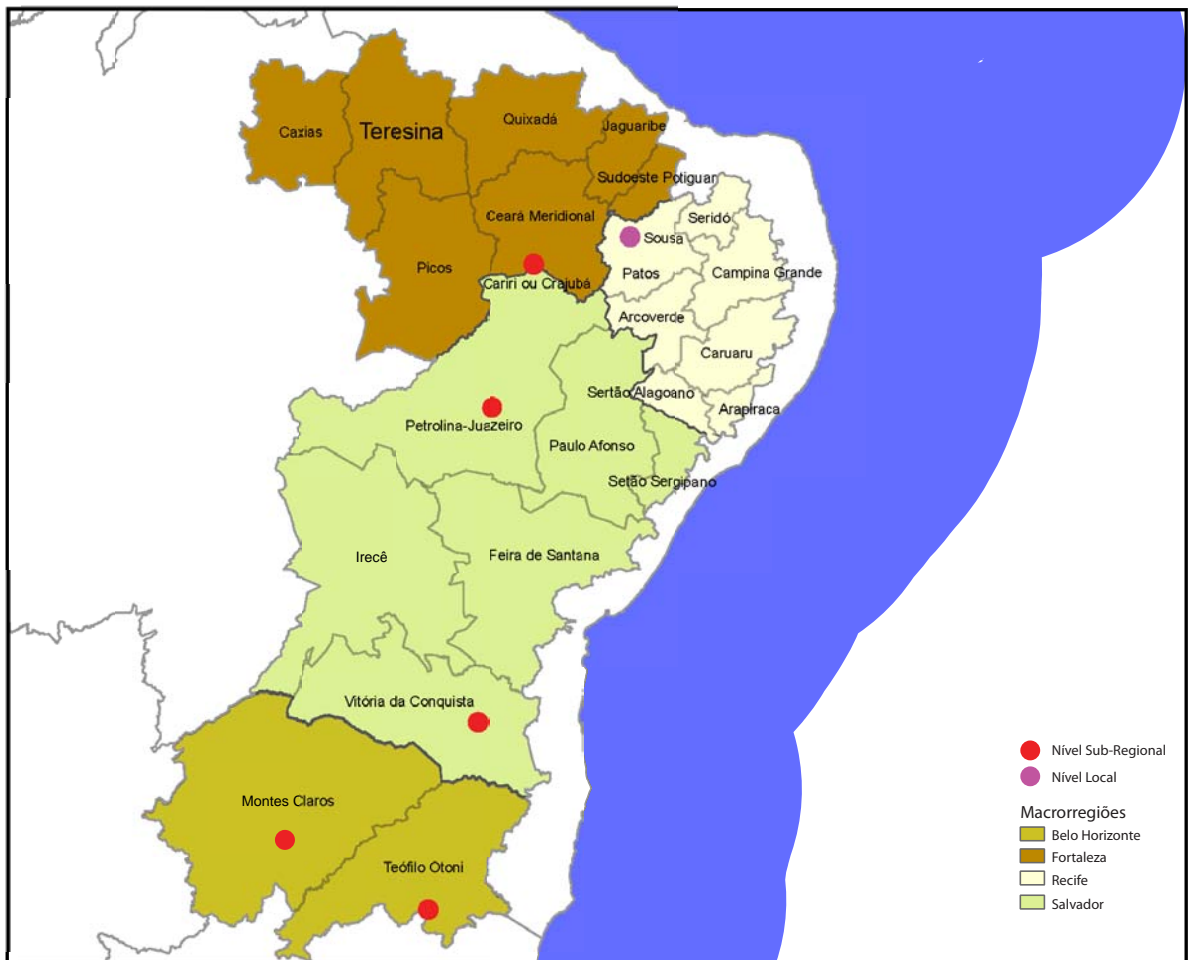 Quixadá
Jaguaribe
Caxias
Teresina
Sudoeste Potiguar
Ceará Meridional
Seridó
Sousa
Picos
Patos
Campina Grande
Cariri ou Crajubá
Arcoverde
Caruaru
Sertão Alagoano
Arapiraca
Petrolina-Juazeiro
Paulo Afonso
Setão Sergipano
Irecê
Feira de Santana
Vitória da Conquista
Montes Claros
Teófilo Otoni
Nível Sub-Regional
Nível Local
Macrorregiões
Belo Horizonte
Fortaleza
Recife
Salvador